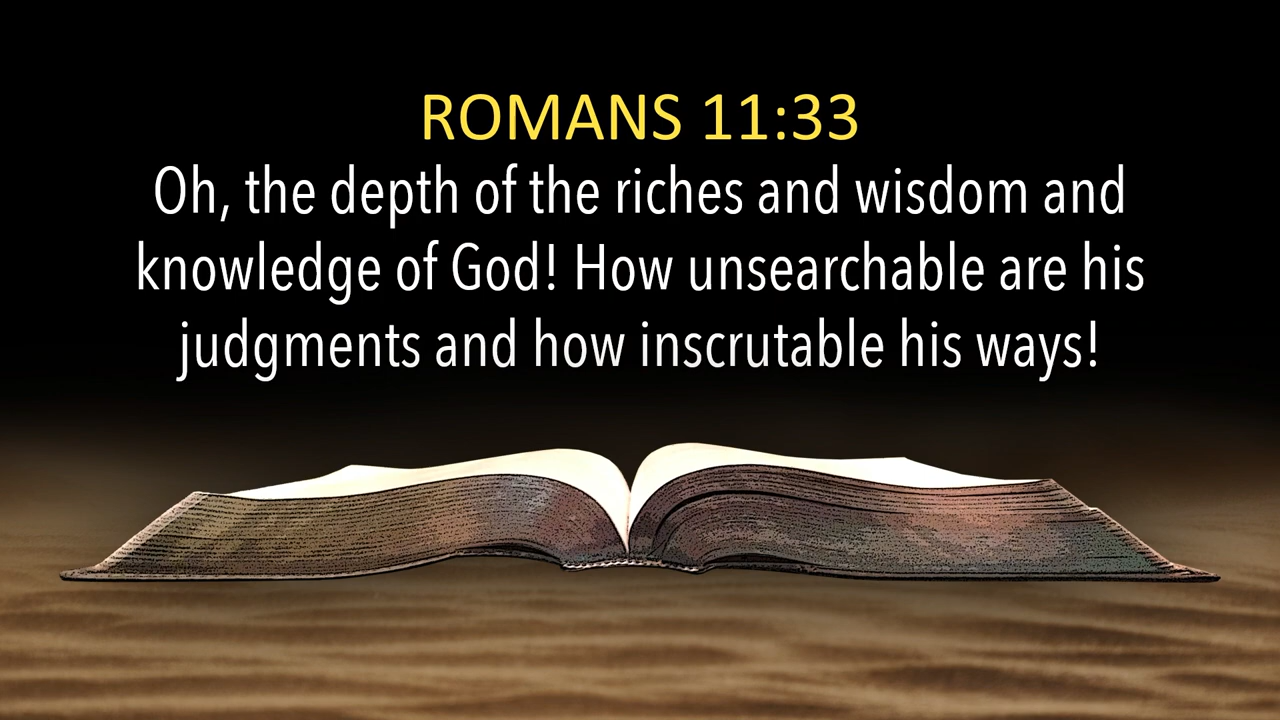 ROMANS 11:33
Oh, the depth of the riches and wisdom and
knowledge of God! How unsearchable are his
judgments and how inscrutable his ways!